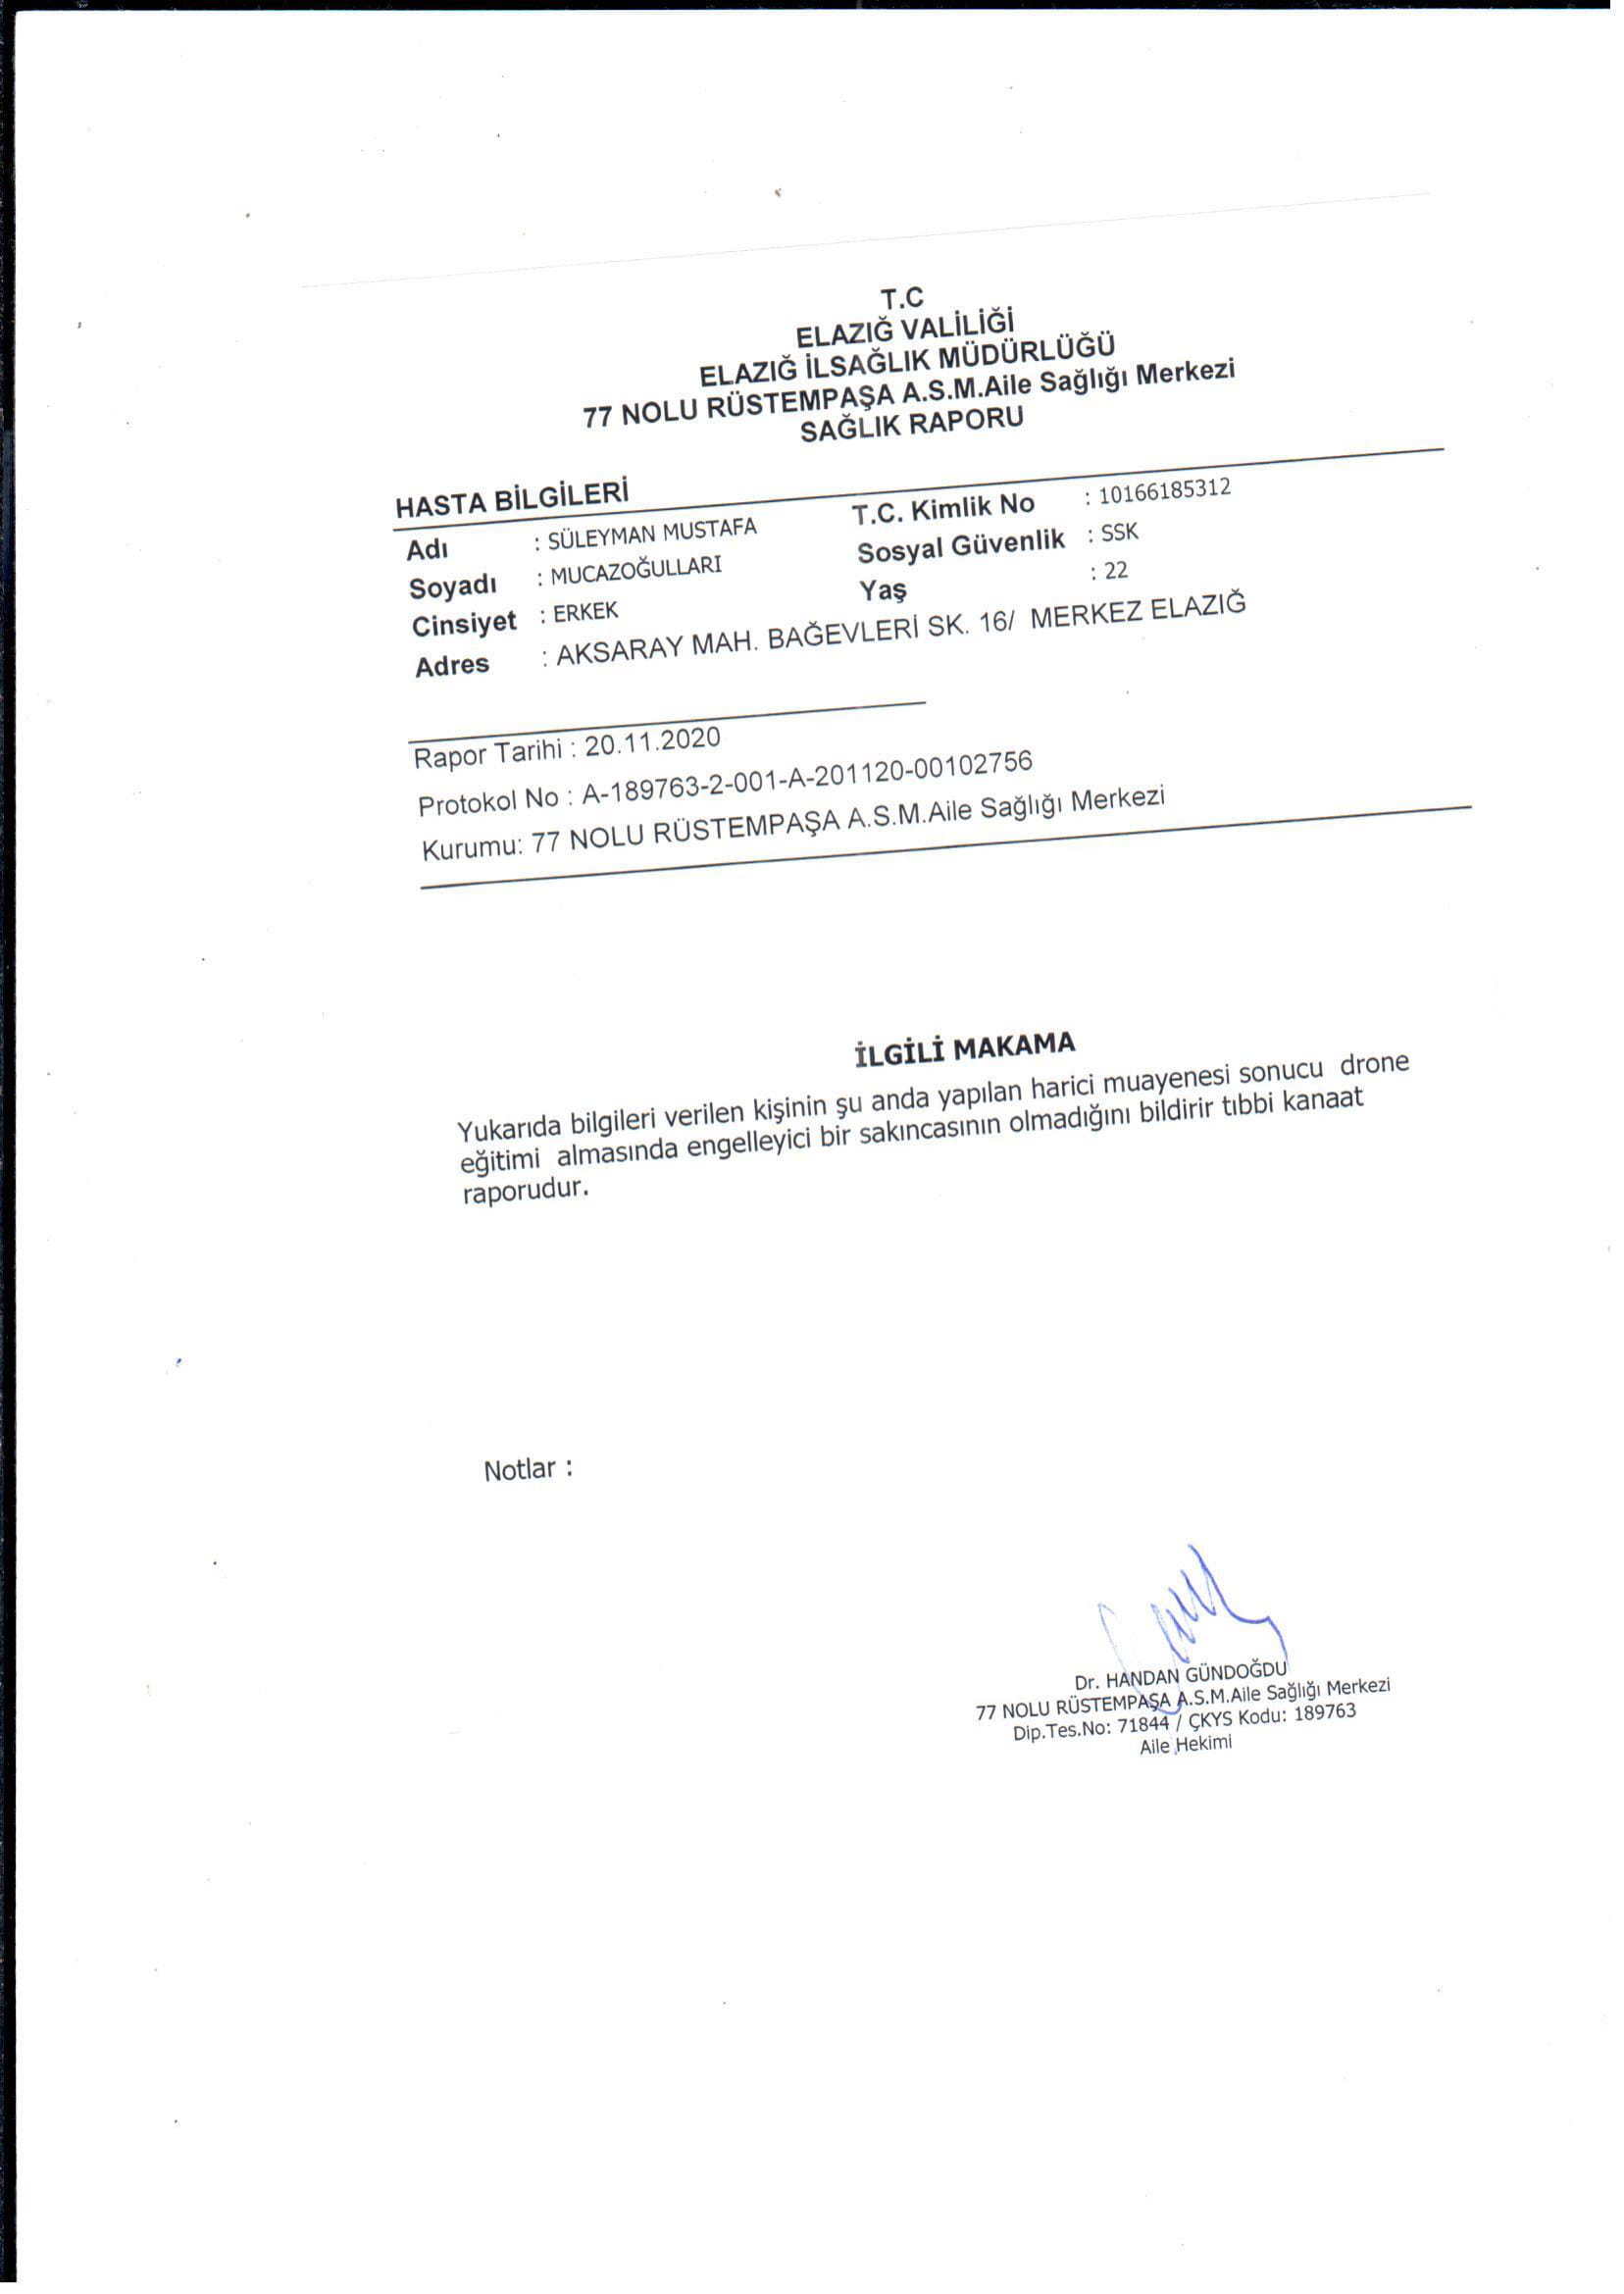 T.C
ELAZIĞ VALİLİĞİ
ELAZIĞ İLSAĞLIK MÜDÜRLÜĞÜ
77 NOLU RÜSTEMPAŞA A.S.M.Aile Sağlığı Merkezi
SAĞLIK RAPORU
HASTA BİLGİLERİ
Adı : SÜLEYMAN MUSTAFA T.C. Kimlik No : 10166185312
Soyadı : MUCAZOĞULLARI Sosyal Güvenlik : SSK
Cinsiyet : ERKEK Yaş : 22
Adres : AKSARAY MAH. BAĞEVLERİ SK. 16/ MERKEZ ELAZIĞ
Rapor Tarihi : 20.11.2020
Protokol No : A-189763-2-001-A-201120-00102756
Kurumu: 77 NOLU RÜSTEMPAŞA A.S.M.Aile Sağlığı Merkezi
İLGİLİ MAKAMA
Yukarıda bilgileri verilen kişinin şu anda yapılan harici muayenesi sonucu drone
eğitimi almasında engelleyici bir sakıncasının olmadığını bildirir tıbbi kanaat
raporudur.
Notlar :
Dr. HANDAN GÜNDOĞDU
77 NOLU RÜSTEMPAŞA A.S.M.Aile Sağlığı Merkezi
Dip.Tes.No: 71844 / ÇKYS Kodu: 189763
Aile Hekimi